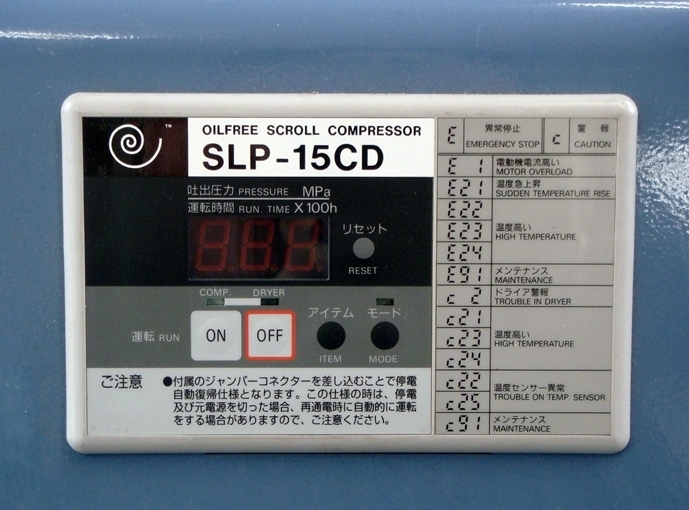 TM
OILFREE SCROLL COMPRESSOR
SLP-15CD
吐出圧力 PRESSURE MPa
運転時間 RUN. TIME X100h
8.8.8.
リセット
RESET
COMP. DRYER
運転 RUN
ON
OFF
アイテム
ITEM
モード
MODE
ご注意
●付属のジャンパーコネクターを差し込むことで停電
自動復帰仕様となります。この仕様の時は、停電
及び元電源を切った場合、再通電時に自動的に運転
をする場合がありますので、ご注意ください。
E 異常停止 EMERGENCY STOP c 警報 CAUTION
E 1 電動機電流高い MOTOR OVERLOAD
E21 温度急上昇 SUDDEN TEMPERATURE RISE
E22
E23 温度高い HIGH TEMPERATURE
E24
E91 メンテナンス MAINTENANCE
c 2 ドライア警報 TROUBLE IN DRYER
c21
c23 温度高い HIGH TEMPERATURE
c24
c22 温度センサー異常 TROUBLE ON TEMP. SENSOR
c25
c91 メンテナンス MAINTENANCE